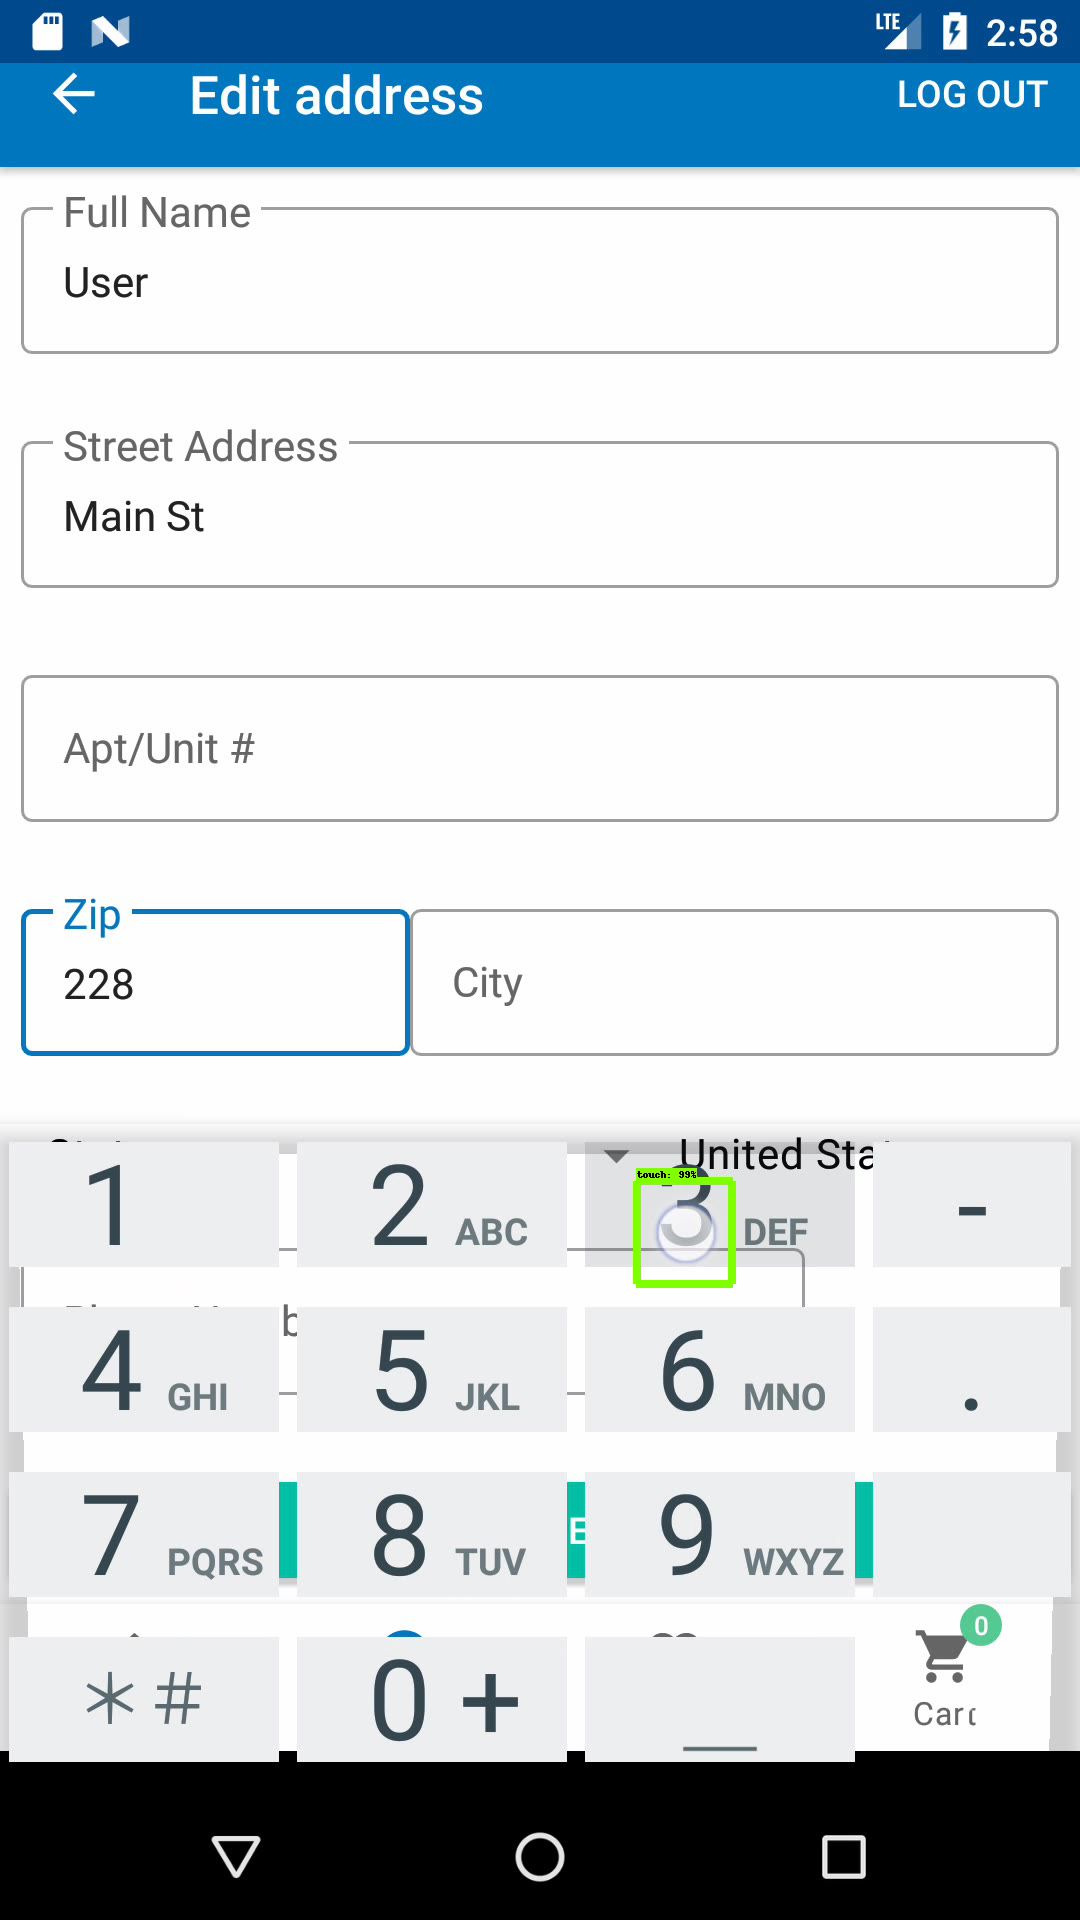 LTE 2:58
Edit address LOG OUT
Full Name
User
Street Address
Main St
Apt/Unit #
Zip
228
City
United Sta
touch: 99%
1 2 ABC 3 DEF -
4 GHI 5 JKL 6 MNO .
7 PQRS 8 TUV 9 WXYZ
0
* # 0 +